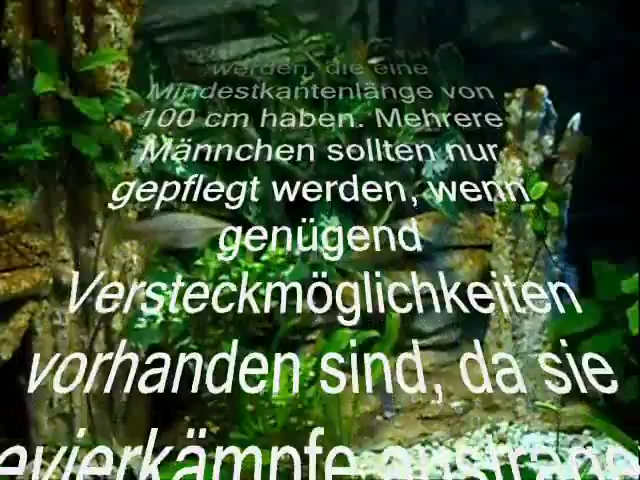 werden, die eine
Mindestkantenlänge von
100 cm haben. Mehrere
Männchen sollten nur
gepflegt werden, wenn
genügend
Versteckmöglichkeiten
vorhanden sind, da sie
evierkämpfe